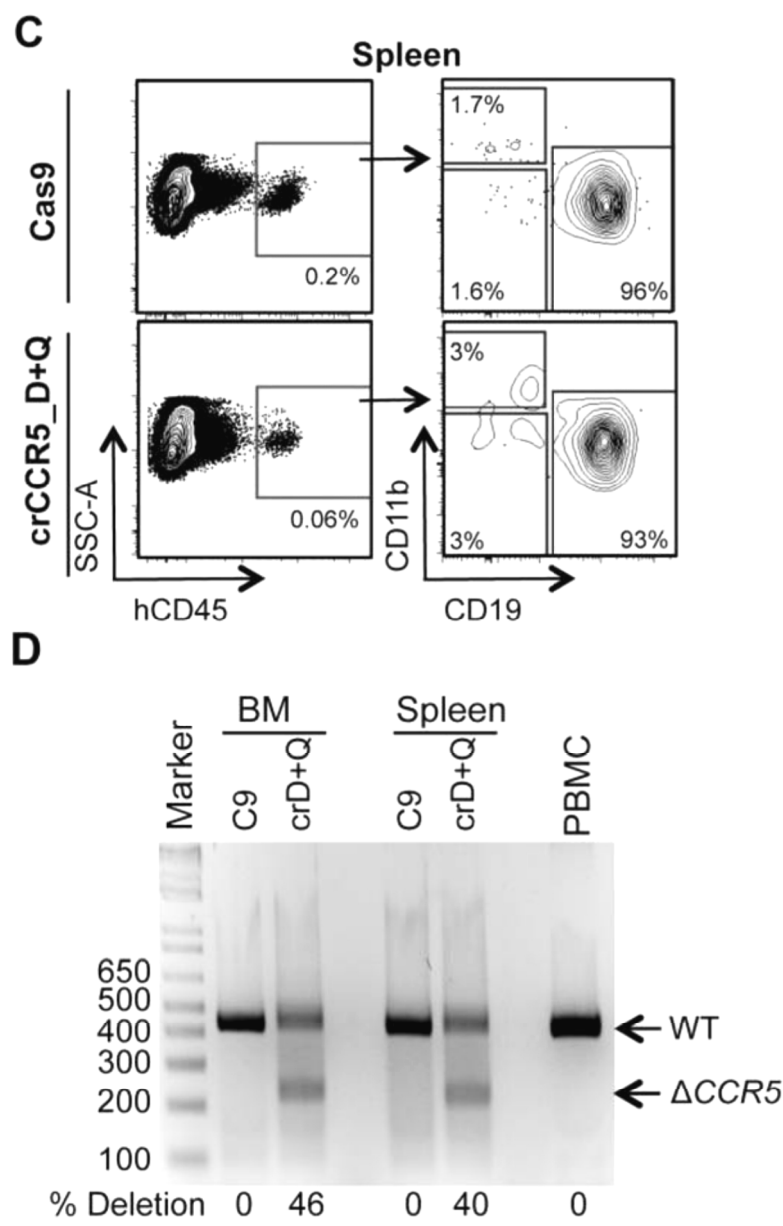 C
Spleen
Cas9
1.7%
0.2%
1.6%
96%
crCCR5_D+Q
3%
0.06%
3%
93%
SSC-A
CD11b
hCD45
CD19
D
BM
Spleen
Marker
C9
crD+Q
C9
crD+Q
PBMC
650
500
400
300
200
100
WT
ΔCCR5
% Deletion 0 46 0 40 0